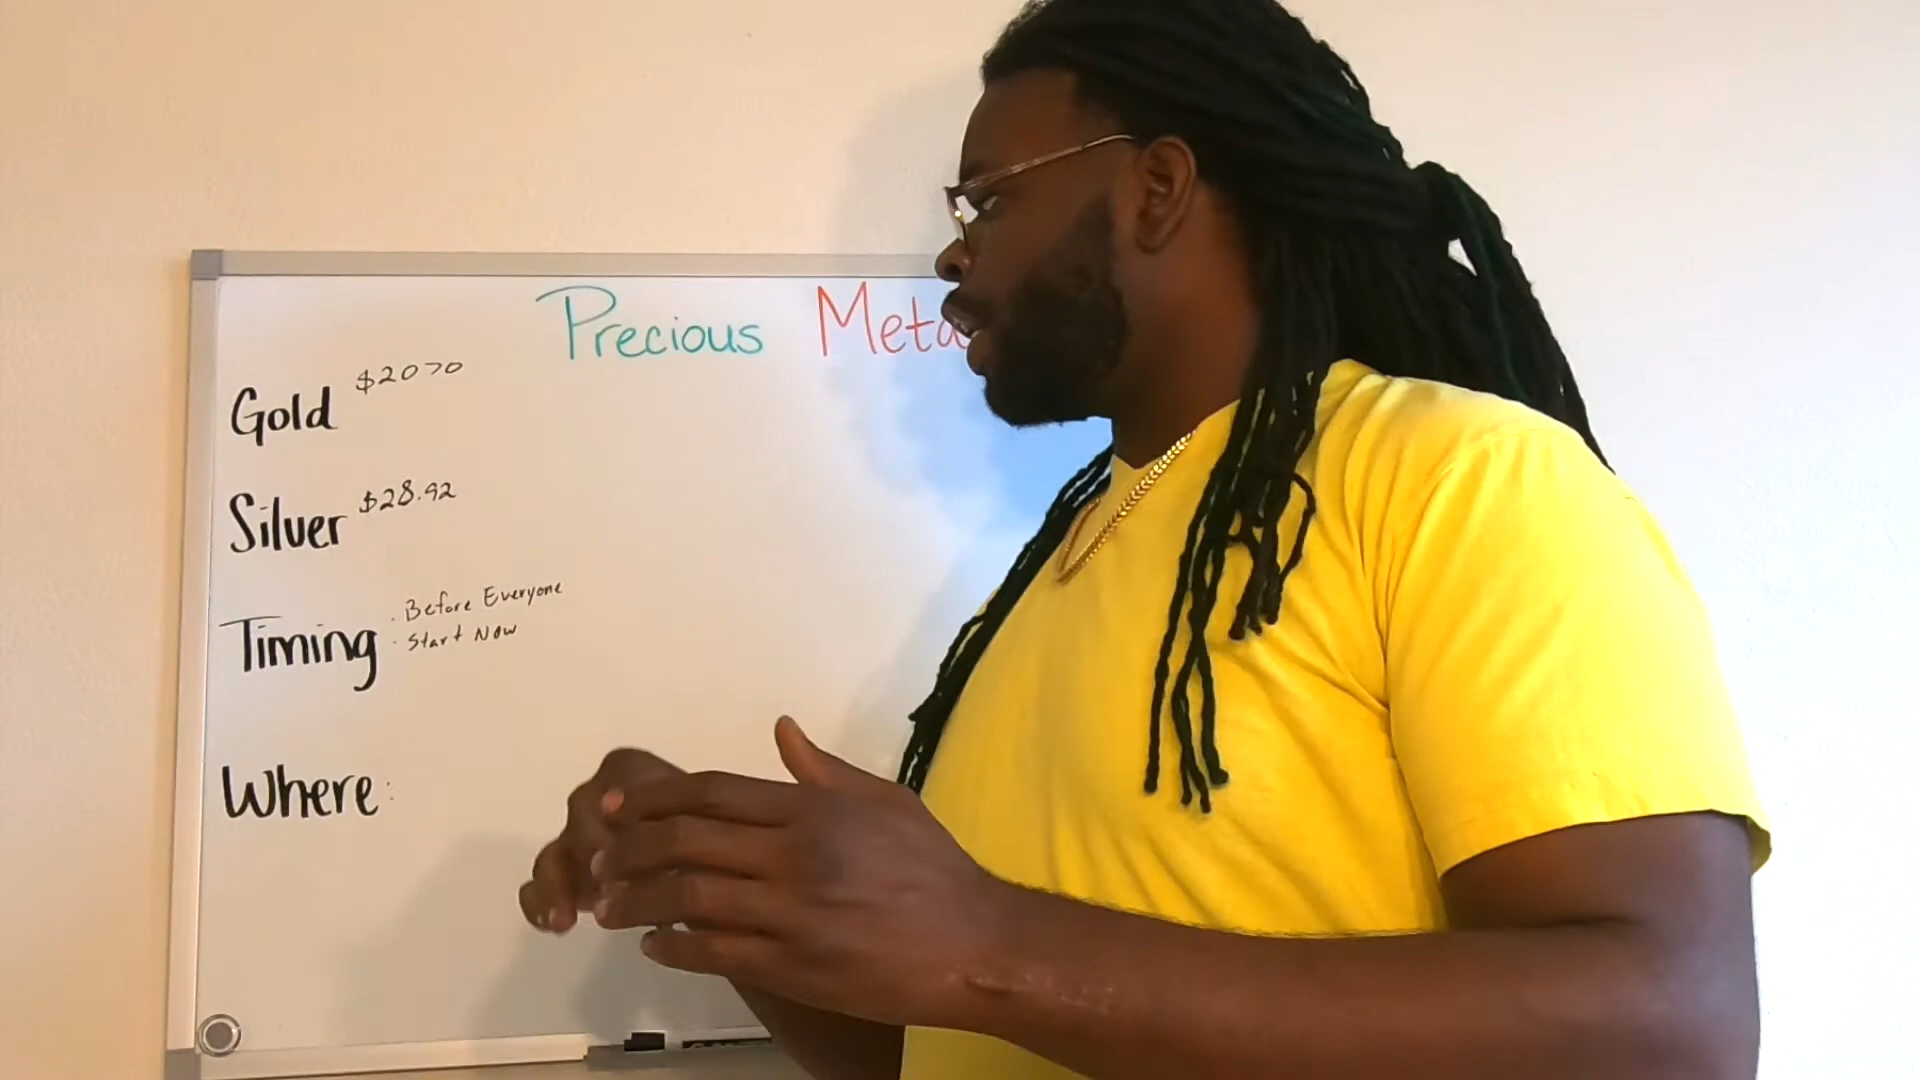 Precious Meta
Gold $2070
Silver $28.92
Timing
· Before Everyone
· Start Now
Where: